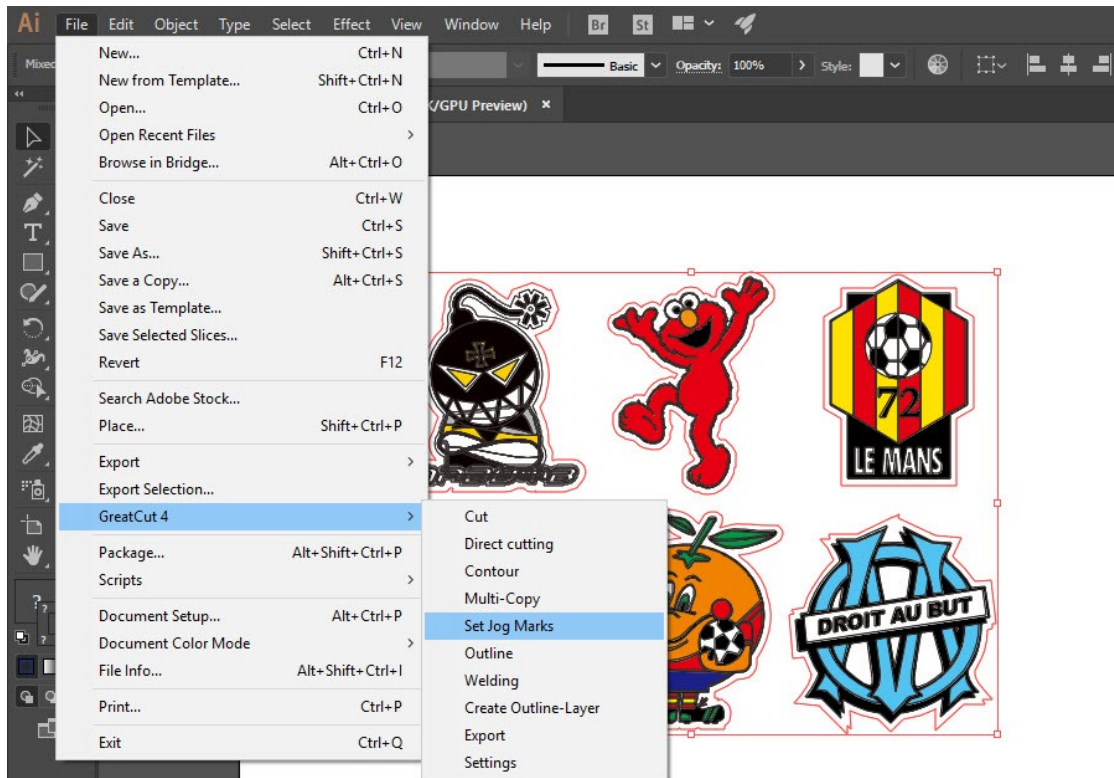 Ai File Edit Object Type Select Effect View Window Help Br St
Mixed Basic Opacity: 100% Style:
/GPU Preview) ×
New... Ctrl+N
New from Template... Shift+Ctrl+N
Open... Ctrl+O
Open Recent Files
Browse in Bridge... Alt+Ctrl+O
Close Ctrl+W
Save Ctrl+S
Save As... Shift+Ctrl+S
Save a Copy... Alt+Ctrl+S
Save as Template...
Save Selected Slices...
Revert F12
Search Adobe Stock...
Place... Shift+Ctrl+P
Export
Export Selection...
GreatCut 4
Package... Alt+Shift+Ctrl+P
Scripts
Document Setup... Alt+Ctrl+P
Document Color Mode
File Info... Alt+Shift+Ctrl+I
Print... Ctrl+P
Exit Ctrl+Q
Cut
Direct cutting
Contour
Multi-Copy
Set Jog Marks
Outline
Welding
Create Outline-Layer
Export
Settings
72
LE MANS
DROIT AU BUT